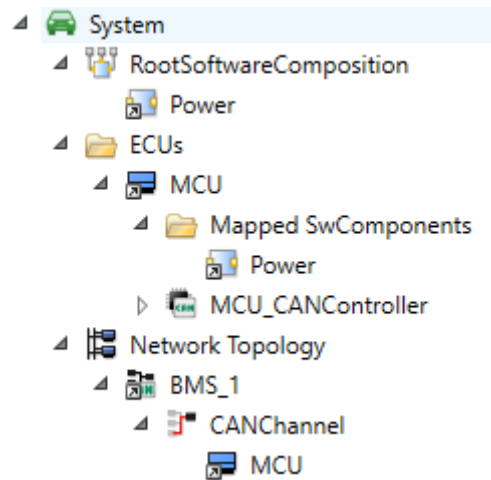 System
RootSoftwareComposition
Power
ECUs
MCU
Mapped SwComponents
Power
MCU_CANController
Network Topology
BMS_1
CANChannel
MCU